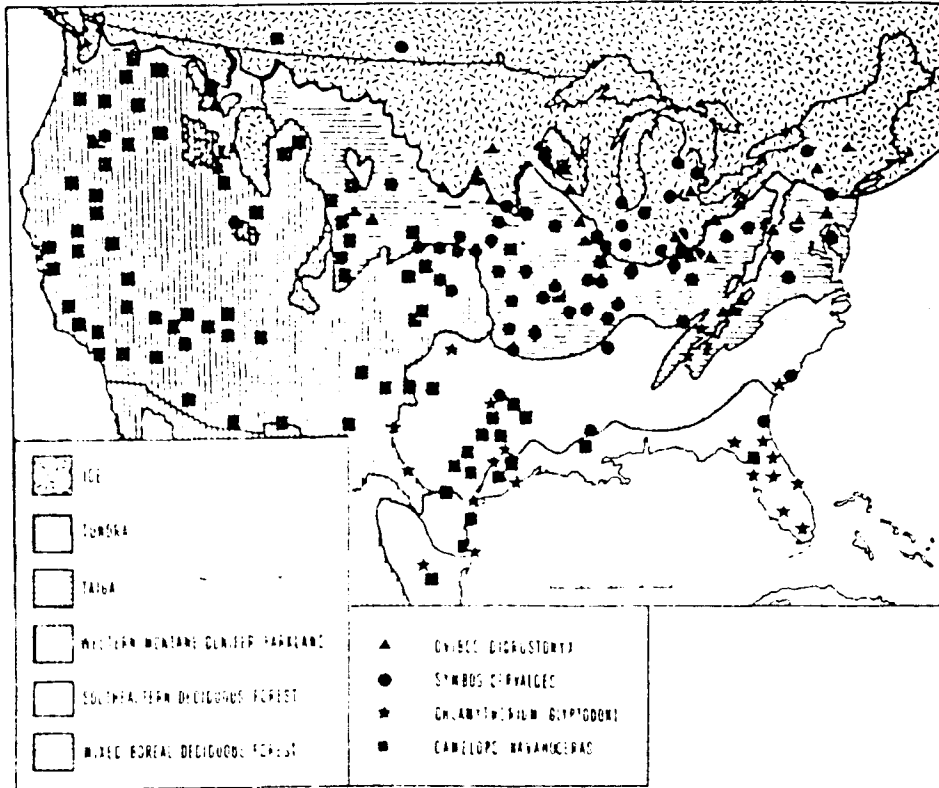 ICE
TUNDRA
TAIGA
WESTERN MONTANE CONIFER PARKLAND
SOUTHEASTERN DECIDUOUS FOREST
MIXED BOREAL DECIDUOUS FOREST
OVIBOS DICROSTONYX
SYMBOS CERVALCES
CHLAMYTHERIUM GLYPTODONT
CAMELOPS NAVAHOCERAS